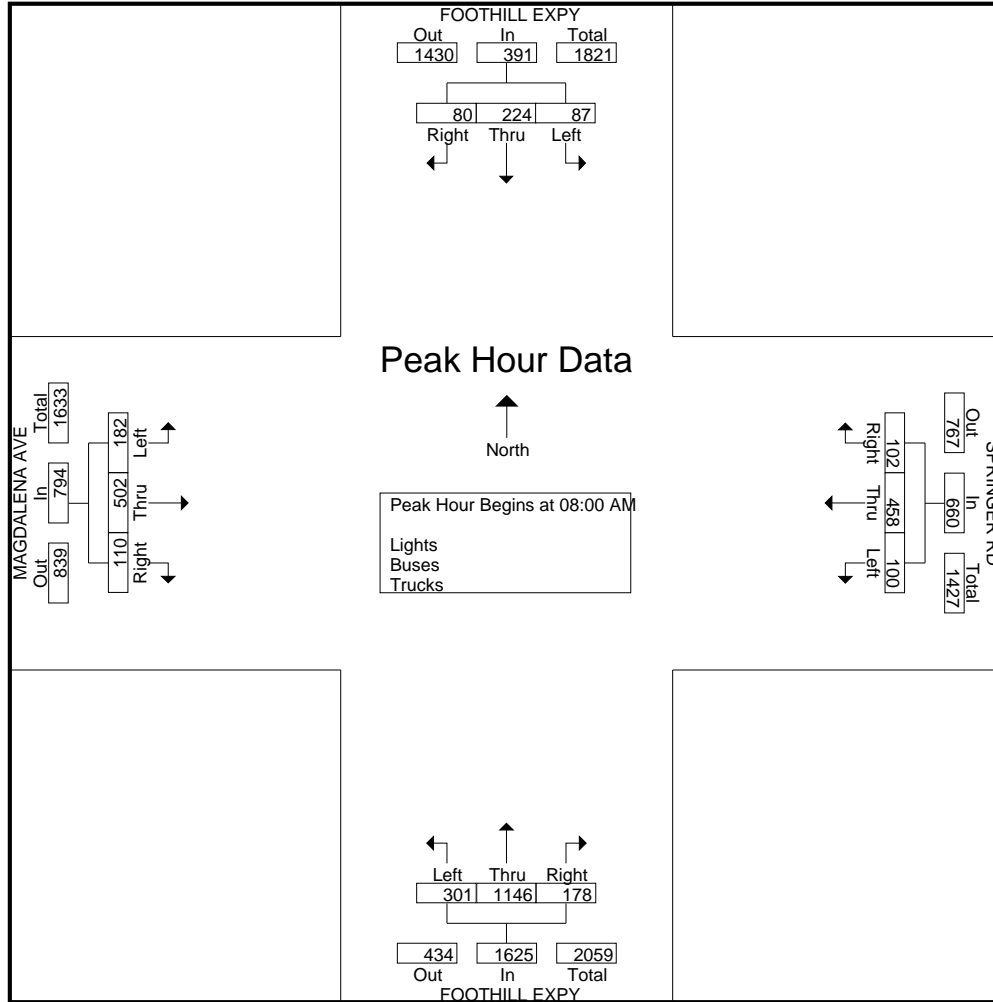 FOOTHILL EXPY
Out In Total
1430 391 1821
80 224 87
Right Thru Left
Peak Hour Data
North
Peak Hour Begins at 08:00 AM
Lights
Buses
Trucks
MAGDALENA AVE
Out In Total
839 794 1633
110 502 182
Right Thru Left
SPRINGER RD
Out In Total
767 660 1427
102 458 100
Right Thru Left
Left Thru Right
301 1146 178
434 1625 2059
Out In Total
FOOTHILL EXPY